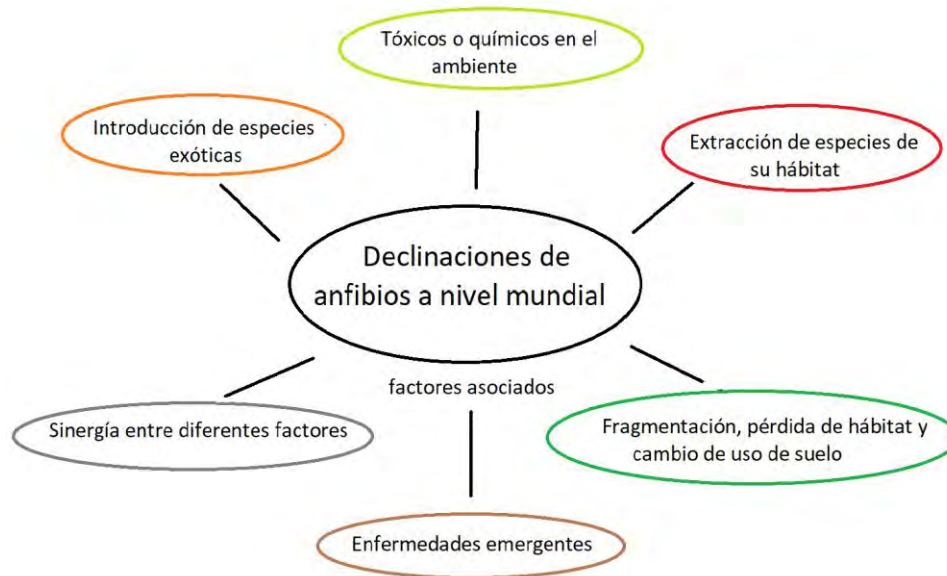 Tóxicos o químicos en el
ambiente
Introducción de especies
exóticas
Extracción de especies de
su hábitat
Declinaciones de
anfibios a nivel mundial
factores asociados
Sinergía entre diferentes factores
Fragmentación, pérdida de hábitat y
cambio de uso de suelo
Enfermedades emergentes